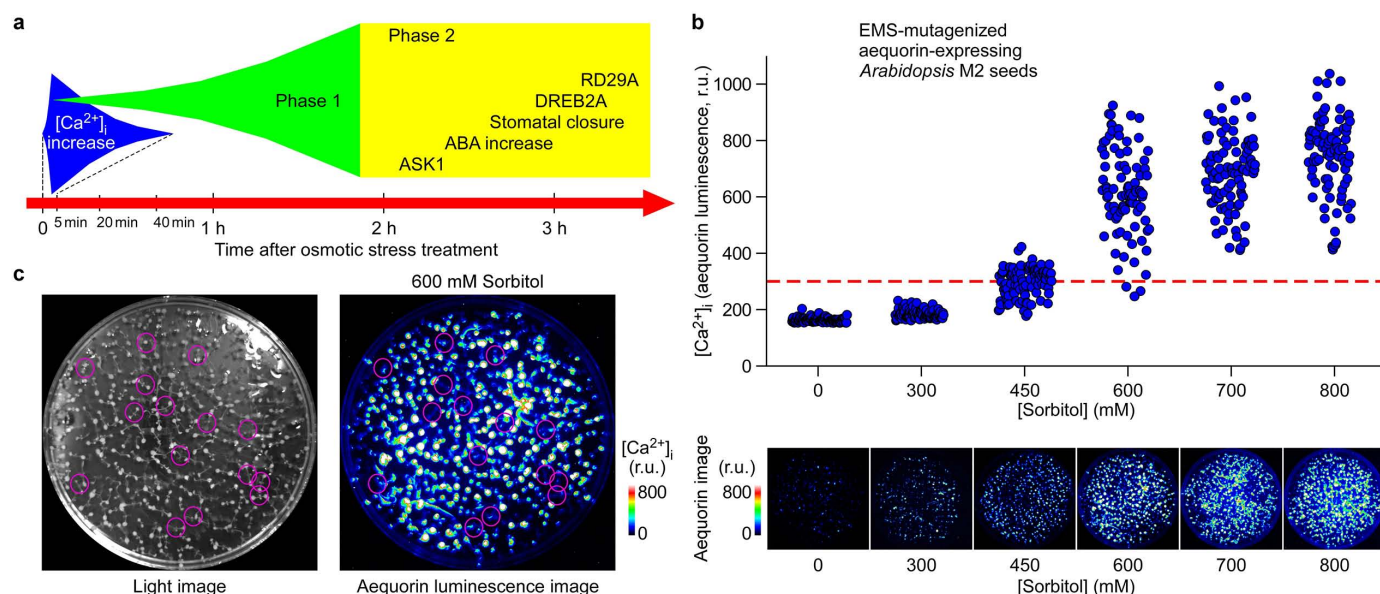 a
Phase 2
RD29A
DREB2A
Phase 1
Stomatal closure
[Ca2+]i
increase
ABA increase
ASK1
0 5 min 20 min 40 min 1 h 2 h 3 h
Time after osmotic stress treatment
b
EMS-mutagenized
aequorin-expressing
Arabidopsis M2 seeds
[Ca2+]i (aequorin luminescence, r.u.)
1000
800
600
400
200
0
0 300 450 600 700 800
[Sorbitol] (mM)
Aequorin image
(r.u.)
800
0
0 300 450 600 700 800
[Sorbitol] (mM)
c
600 mM Sorbitol
[Ca2+]i
(r.u.)
800
0
Light image
Aequorin luminescence image